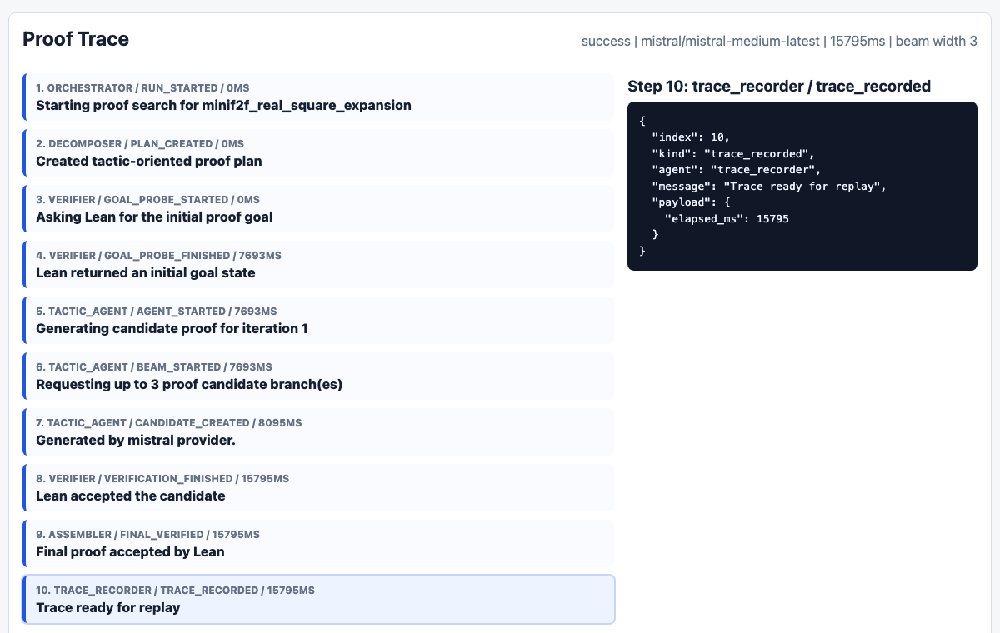 Proof Trace
success | mistral/mistral-medium-latest | 15795ms | beam width 3
1. ORCHESTRATOR / RUN_STARTED / 0MS
Starting proof search for minif2f_real_square_expansion
2. DECOMPOSER / PLAN_CREATED / 0MS
Created tactic-oriented proof plan
3. VERIFIER / GOAL_PROBE_STARTED / 0MS
Asking Lean for the initial proof goal
4. VERIFIER / GOAL_PROBE_FINISHED / 7693MS
Lean returned an initial goal state
5. TACTIC_AGENT / AGENT_STARTED / 7693MS
Generating candidate proof for iteration 1
6. TACTIC_AGENT / BEAM_STARTED / 7693MS
Requesting up to 3 proof candidate branch(es)
7. TACTIC_AGENT / CANDIDATE_CREATED / 8095MS
Generated by mistral provider.
8. VERIFIER / VERIFICATION_FINISHED / 15795MS
Lean accepted the candidate
9. ASSEMBLER / FINAL_VERIFIED / 15795MS
Final proof accepted by Lean
10. TRACE_RECORDER / TRACE_RECORDED / 15795MS
Trace ready for replay
Step 10: trace_recorder / trace_recorded
{
  "index": 10,
  "kind": "trace_recorded",
  "agent": "trace_recorder",
  "message": "Trace ready for replay",
  "payload": {
    "elapsed_ms": 15795
  }
}